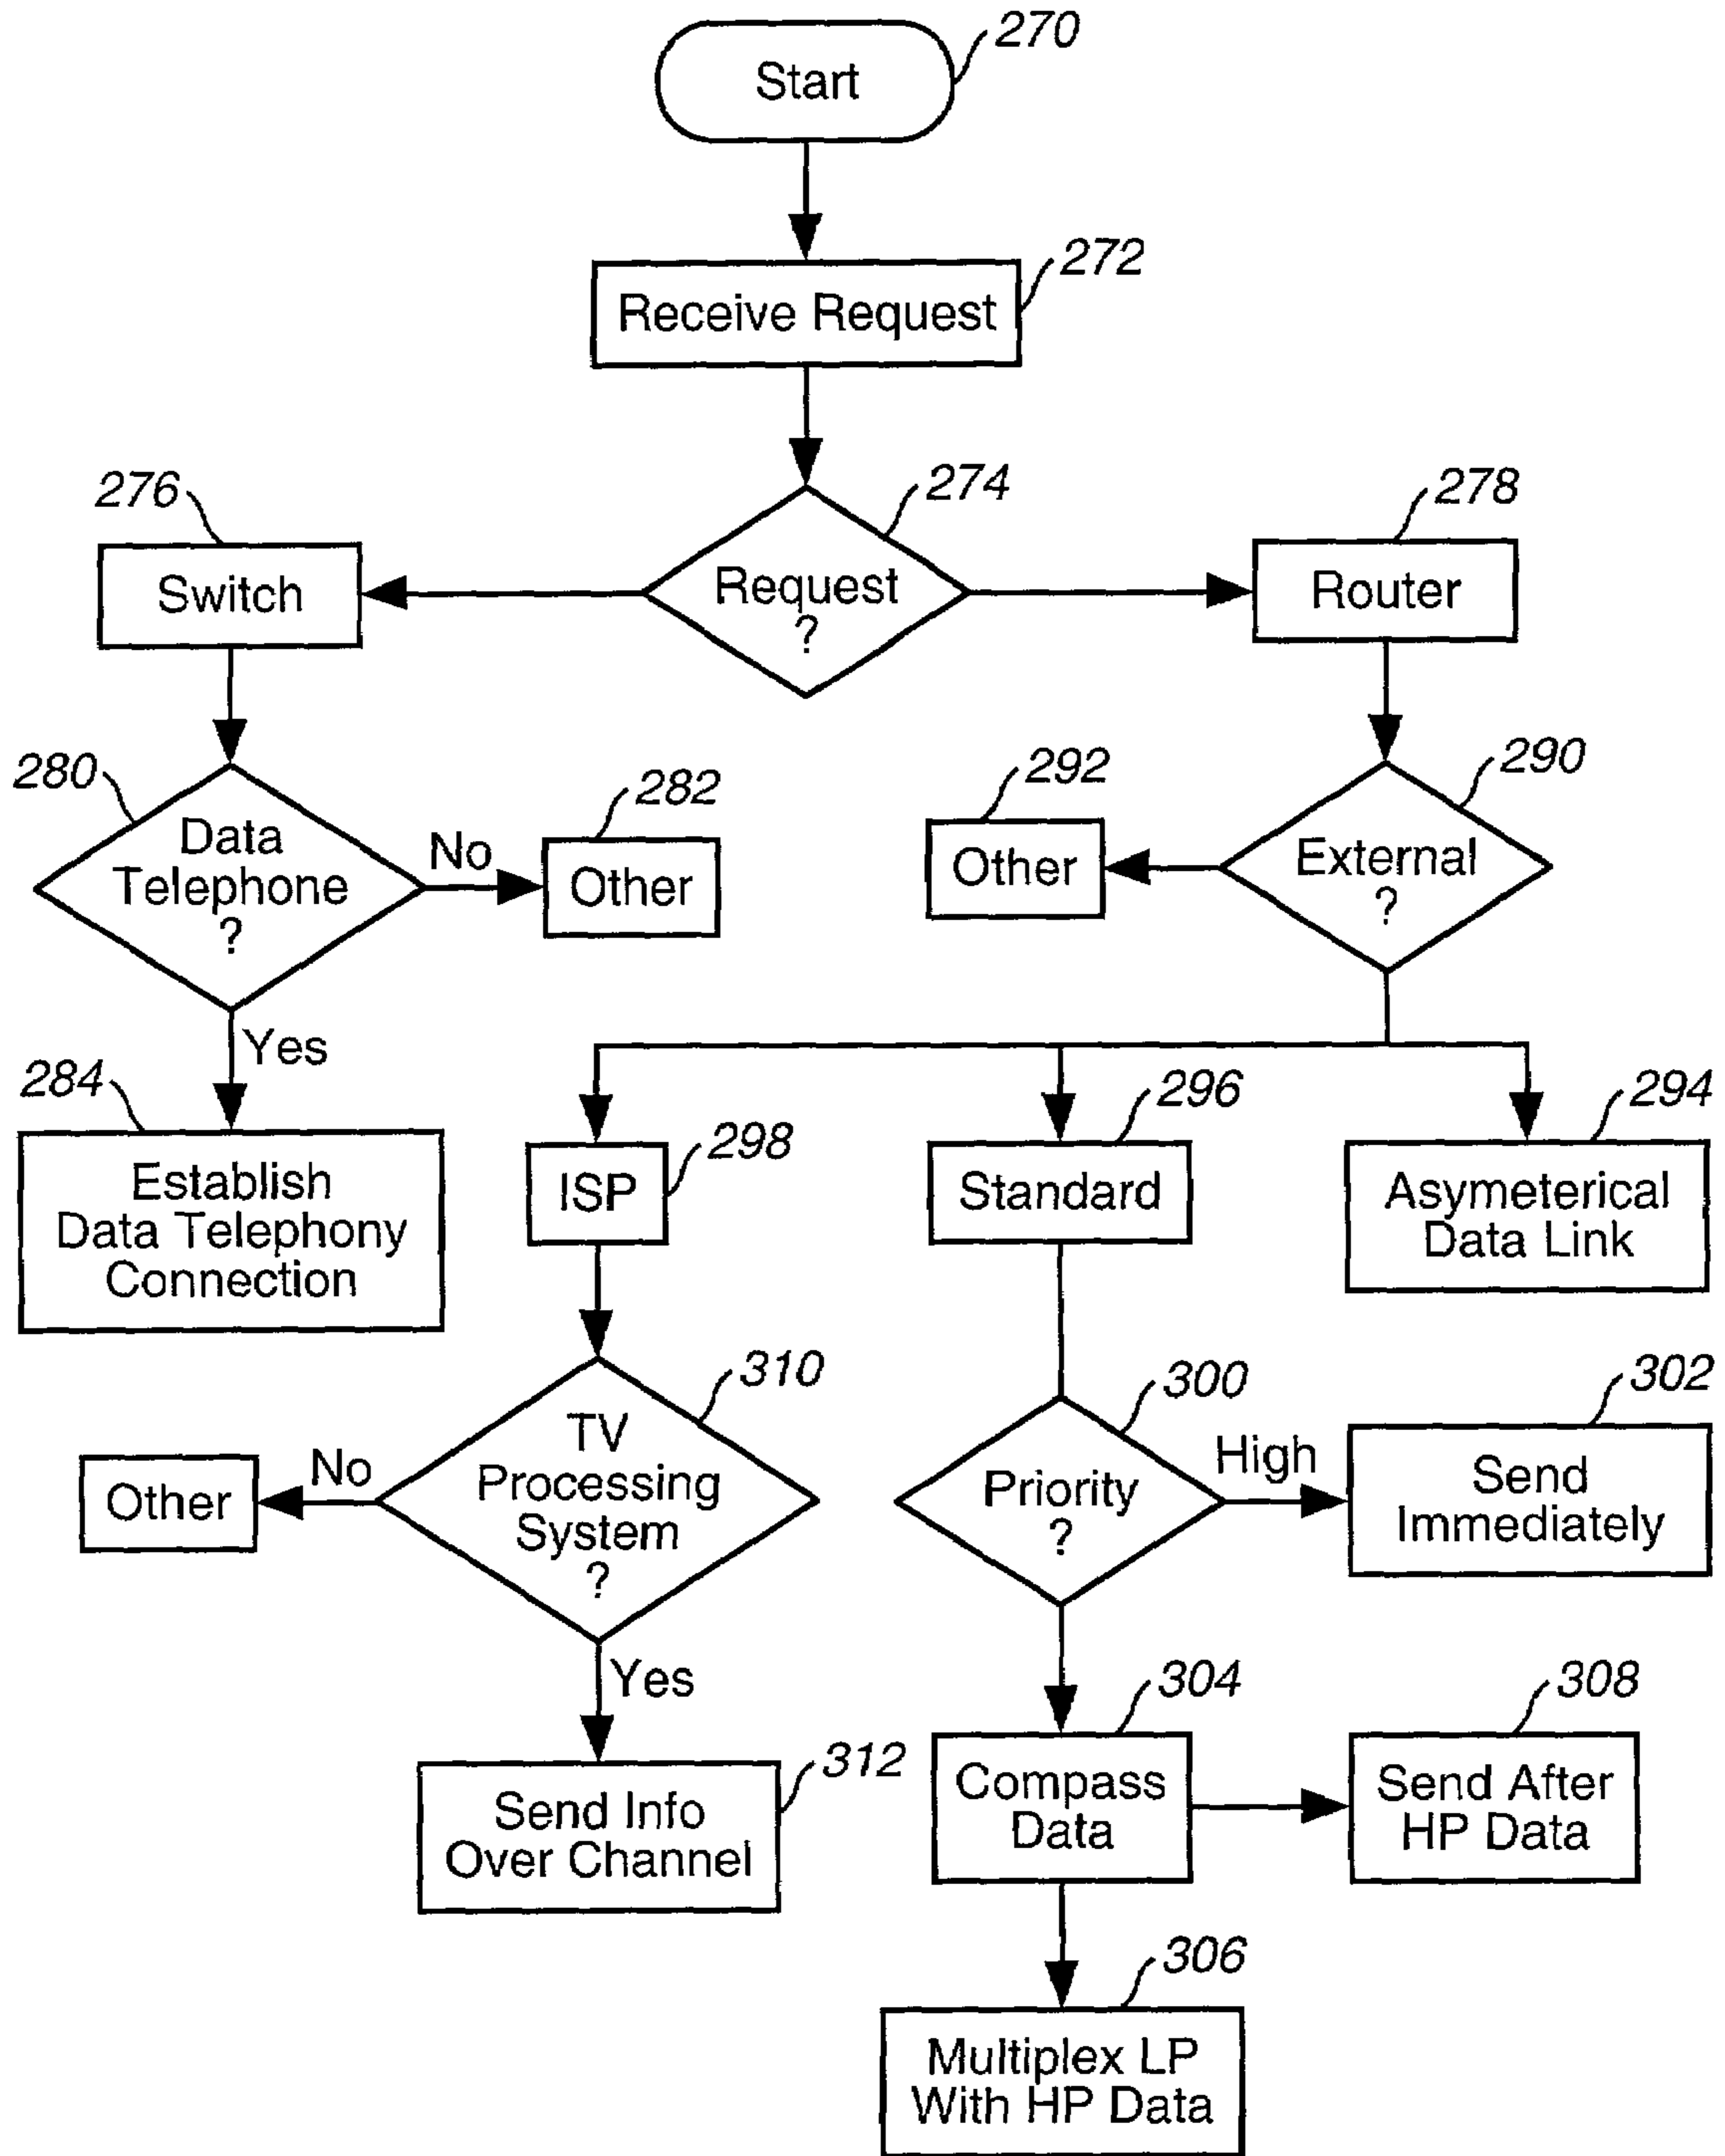 270
Start
272
Receive Request
276
274
278
Switch
Request
?
Router
280
282
292
290
Data
Telephone
?
No
Other
Other
External
?
Yes
284
298
296
294
Establish
Data Telephony
Connection
ISP
Standard
Asymeterical
Data Link
310
300
302
Other
No
TV
Processing
System
?
Priority
?
High
Send
Immediately
Yes
304
308
312
Send Info
Over Channel
Compass
Data
Send After
HP Data
306
Multiplex LP
With HP Data